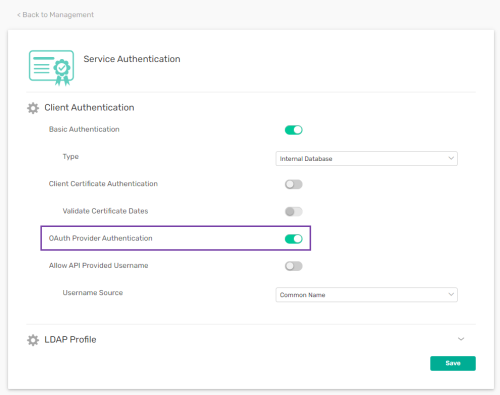 < Back to Management
Service Authentication
Client Authentication
Basic Authentication
Type
Internal Database
Client Certificate Authentication
Validate Certificate Dates
OAuth Provider Authentication
Allow API Provided Username
Username Source
Common Name
LDAP Profile
Save